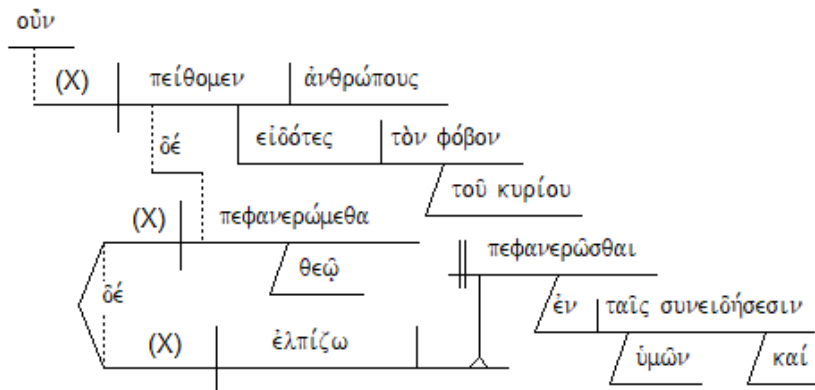 οὖν
(X) πείθομεν ἀνθρώπους
δέ εἰδότες τὸν φόβον
τοῦ κυρίου
(X) πεφανερώμεθα
πεφανερῶσθαι
θεῷ
δέ ἐν ταῖς συνειδήσεσιν
(X) ἐλπίζω
ὑμῶν καί